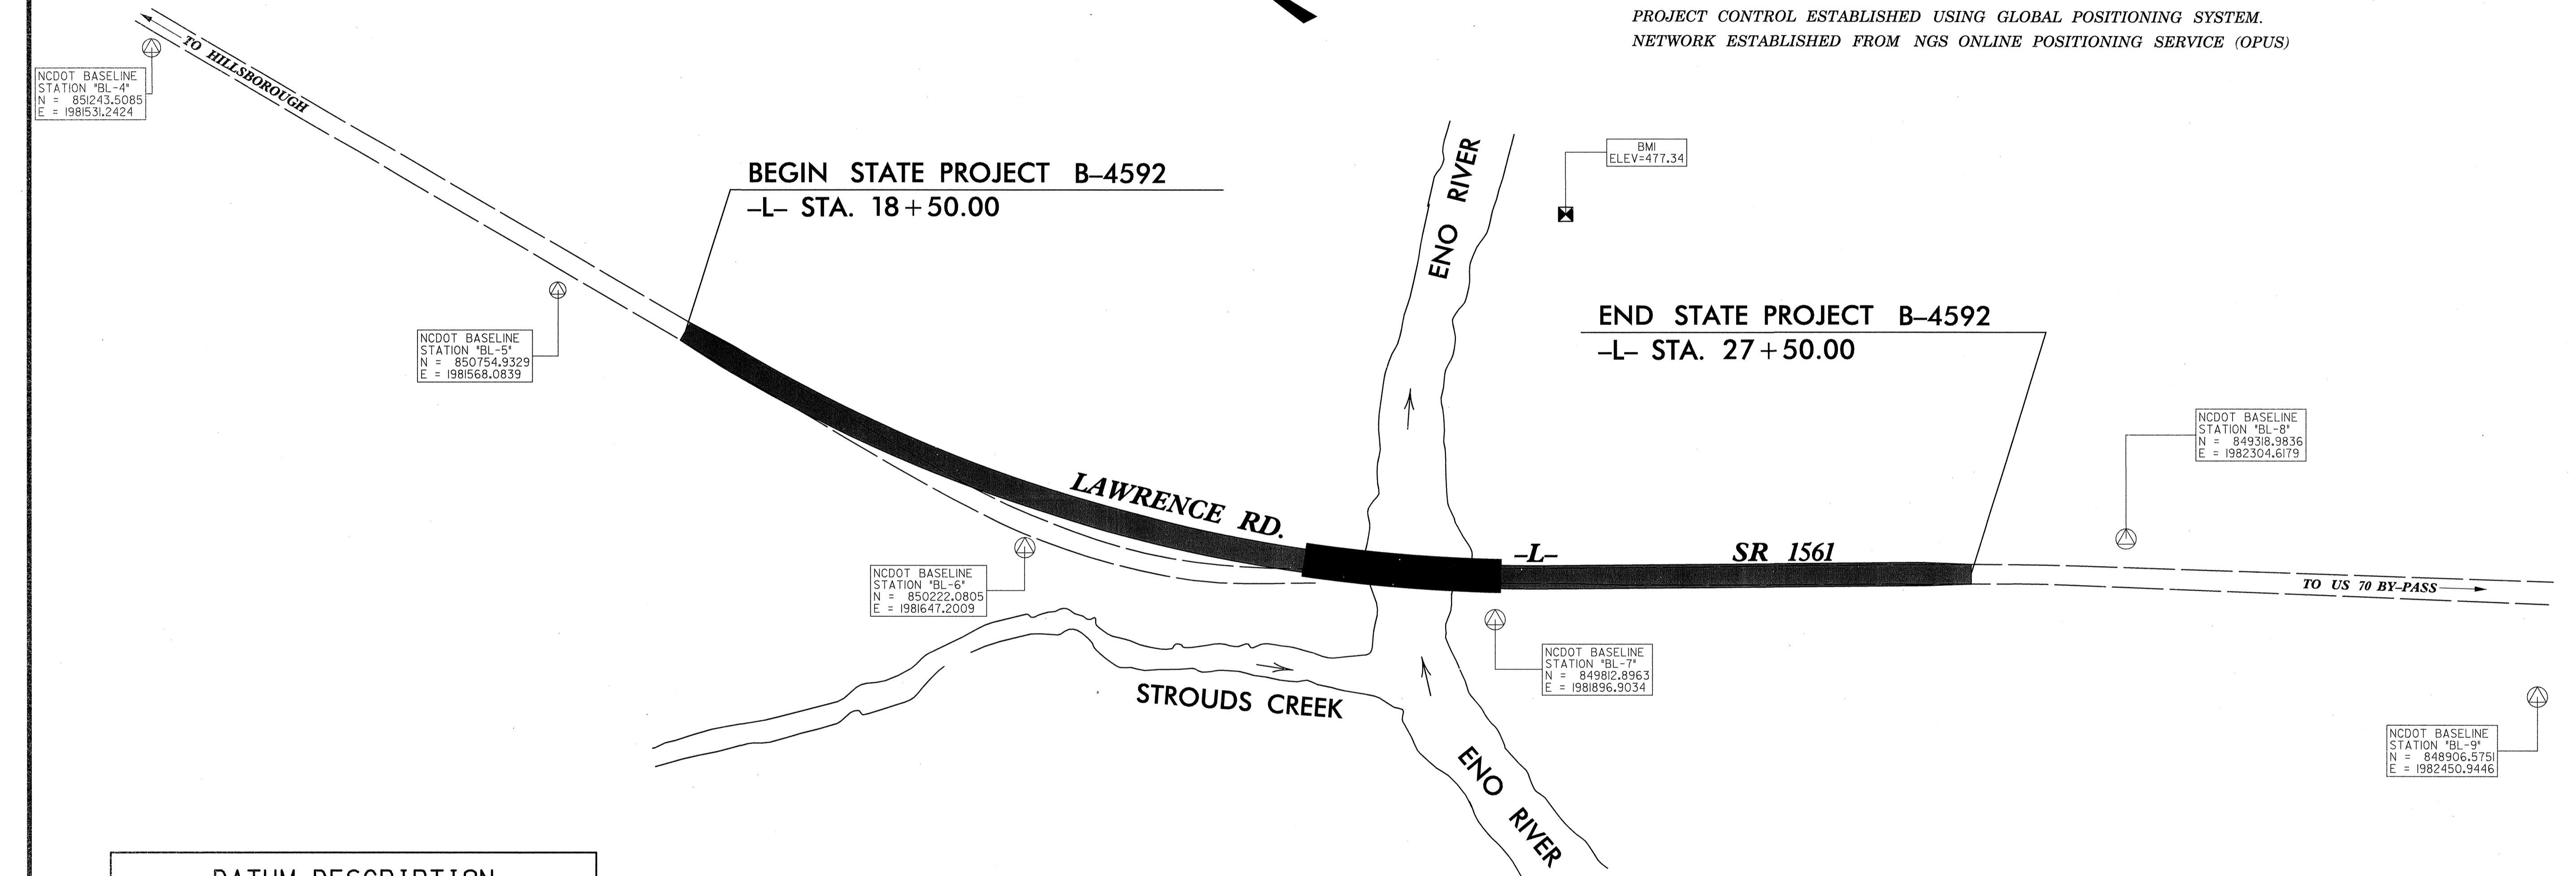 PROJECT CONTROL ESTABLISHED USING GLOBAL POSITIONING SYSTEM.
NETWORK ESTABLISHED FROM NGS ONLINE POSITIONING SERVICE (OPUS)
TO HILLSBOROUGH
NCDOT BASELINE
STATION "BL-4"
N = 851243.5085
E = 1981531.2424
BEGIN STATE PROJECT B–4592
–L– STA. 18+50.00
ENO RIVER
BM1
ELEV=477.34
NCDOT BASELINE
STATION "BL-5"
N = 850754.9329
E = 1981568.0839
END STATE PROJECT B–4592
–L– STA. 27+50.00
NCDOT BASELINE
STATION "BL-8"
N = 849318.9836
E = 1982304.6179
LAWRENCE RD.
–L–
SR 1561
TO US 70 BY–PASS
NCDOT BASELINE
STATION "BL-6"
N = 850222.0805
E = 1981647.2009
NCDOT BASELINE
STATION "BL-7"
N = 849812.8963
E = 1981896.9034
STROUDS CREEK
ENO RIVER
NCDOT BASELINE
STATION "BL-9"
N = 848906.5751
E = 1982450.9446
DATUM DESCRIPTION